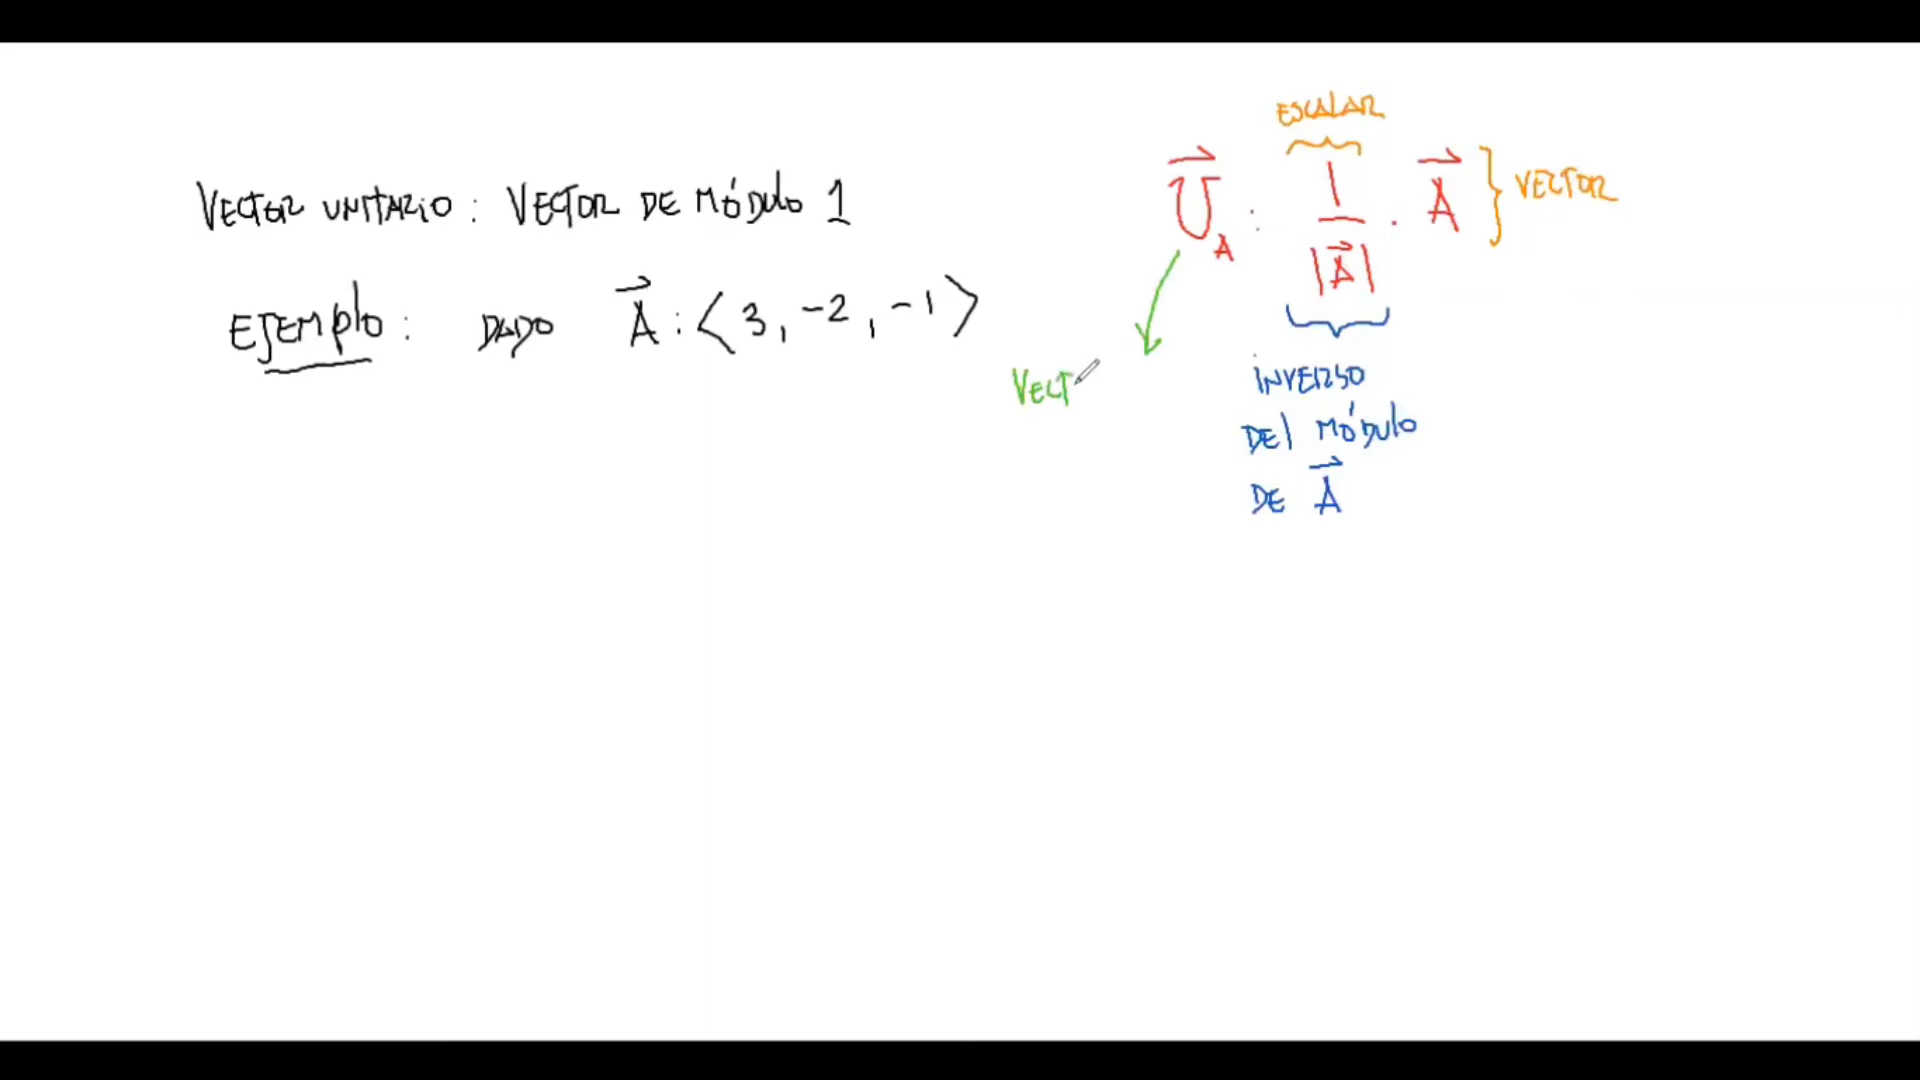 VECTOR UNITARIO: VECTOR DE MÓDULO 1
EJEMPLO: DADO A: ⟨3, -2, -1⟩
ESCALAR
U_A : 1/|A| · A } VECTOR
VECT
INVERSO
DEL MÓDULO
DE A